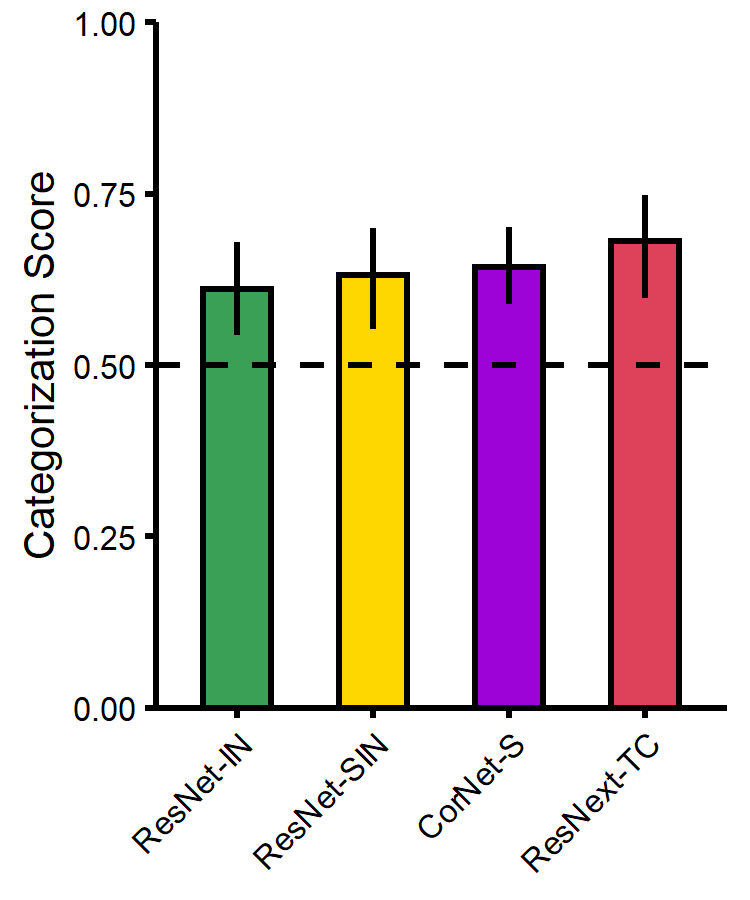 Categorization Score
1.00
0.75
0.50
0.25
0.00
ResNet-IN
ResNet-SIN
CorNet-S
ResNext-TC